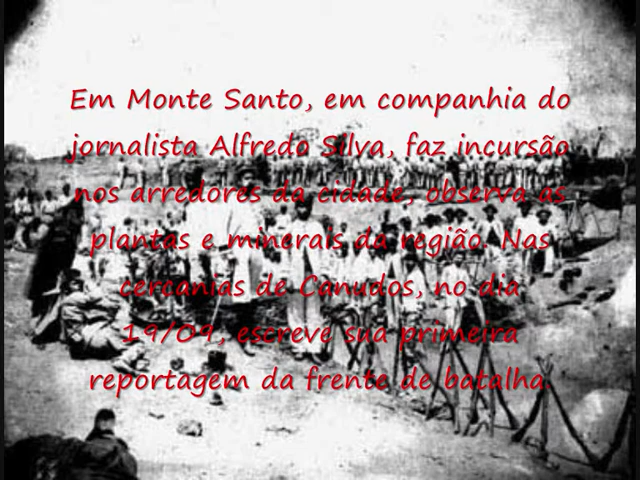 Em Monte Santo, em companhia do
jornalista Alfredo Silva, faz incursão
nos arredores da cidade, observa as
plantas e minerais da região. Nas
cercanias de Canudos, no dia
19/09, escreve sua primeira
reportagem da frente de batalha.